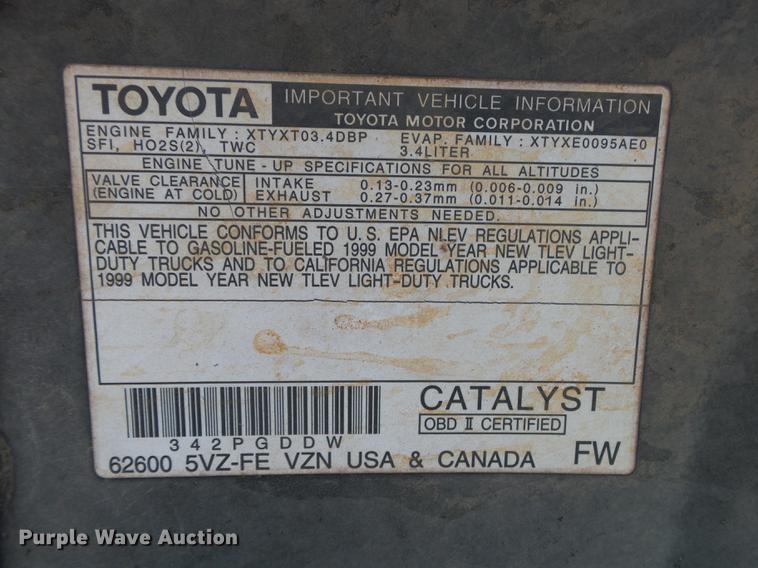 TOYOTA
IMPORTANT VEHICLE INFORMATION
TOYOTA MOTOR CORPORATION
ENGINE FAMILY : XTYXT03.4DBP EVAP. FAMILY : XTYXE0095AE0
SFI, HO2S(2), TWC 3.4LITER
ENGINE TUNE - UP SPECIFICATIONS FOR ALL ALTITUDES
VALVE CLEARANCE INTAKE 0.13-0.23mm (0.006-0.009 in.)
(ENGINE AT COLD) EXHAUST 0.27-0.37mm (0.011-0.014 in.)
NO OTHER ADJUSTMENTS NEEDED.
THIS VEHICLE CONFORMS TO U.S. EPA NLEV REGULATIONS APPLI-
CABLE TO GASOLINE-FUELED 1999 MODEL YEAR NEW TLEV LIGHT-
DUTY TRUCKS AND TO CALIFORNIA REGULATIONS APPLICABLE TO
1999 MODEL YEAR NEW TLEV LIGHT-DUTY TRUCKS.
CATALYST
OBD II CERTIFIED
342PGDDW
62600 5VZ-FE VZN USA & CANADA FW
Purple Wave Auction